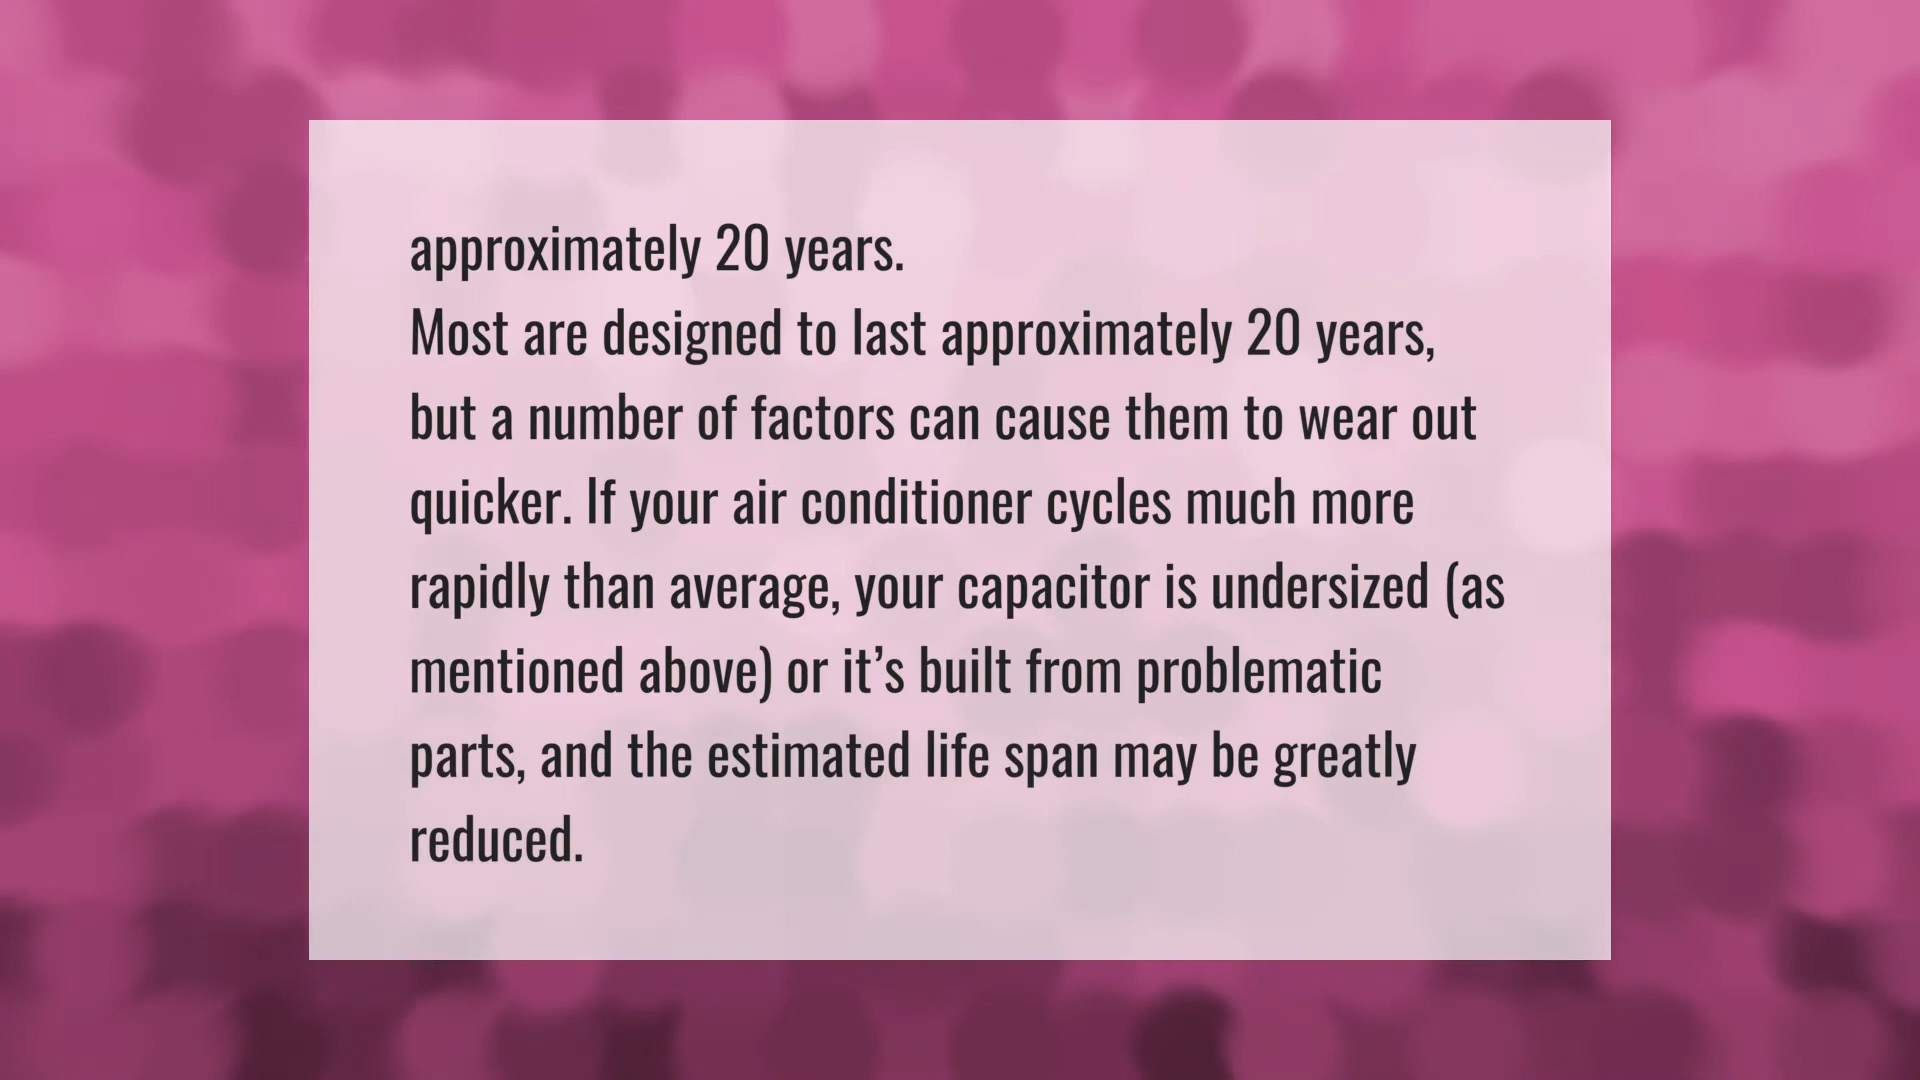 approximately 20 years.
Most are designed to last approximately 20 years,
but a number of factors can cause them to wear out
quicker. If your air conditioner cycles much more
rapidly than average, your capacitor is undersized (as
mentioned above) or it’s built from problematic
parts, and the estimated life span may be greatly
reduced.